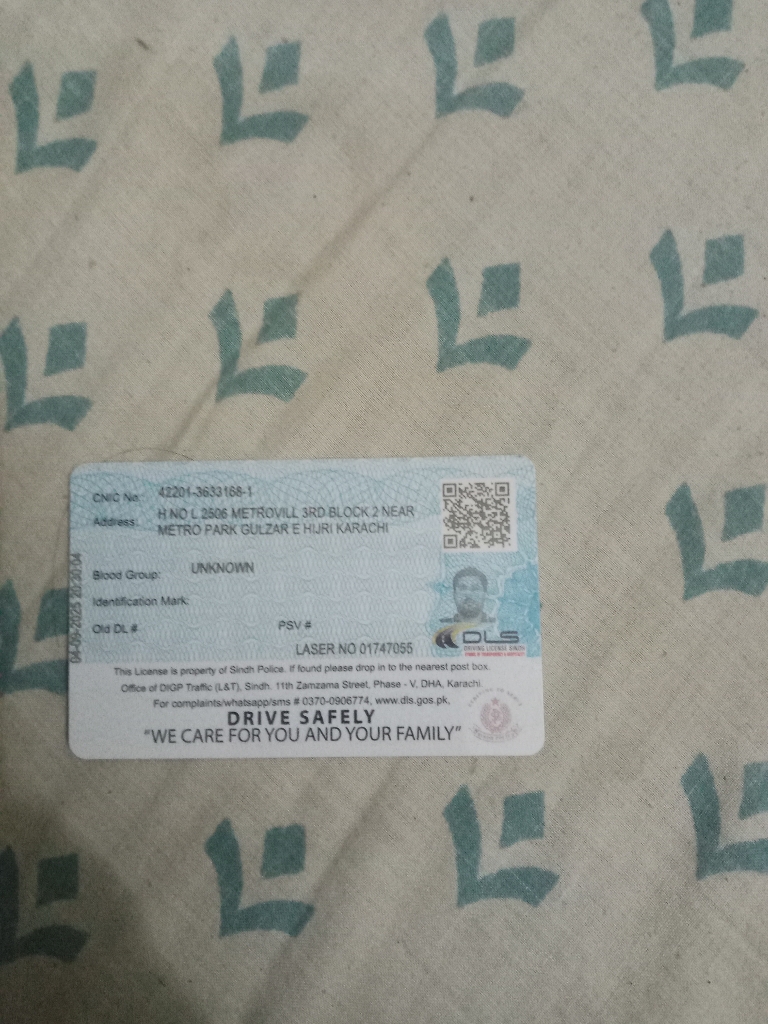 CNIC No. 42201-3633168-1
Address: H NO L 2506 METROVILL 3RD BLOCK 2 NEAR
METRO PARK GULZAR E HIJRI KARACHI
Blood Group: UNKNOWN
Identification Mark:
Old DL # PSV #
LASER NO 01747055
04-09-2025 20:30:04
DLS
DRIVING LICENSE SINDH
This License is property of Sindh Police. If found please drop in to the nearest post box.
Office of DIGP Traffic (L&T), Sindh. 11th Zamzama Street, Phase - V, DHA, Karachi.
For complaints/whatsapp/sms # 0370-0906774, www.dls.gos.pk,
DRIVE SAFELY
“WE CARE FOR YOU AND YOUR FAMILY”